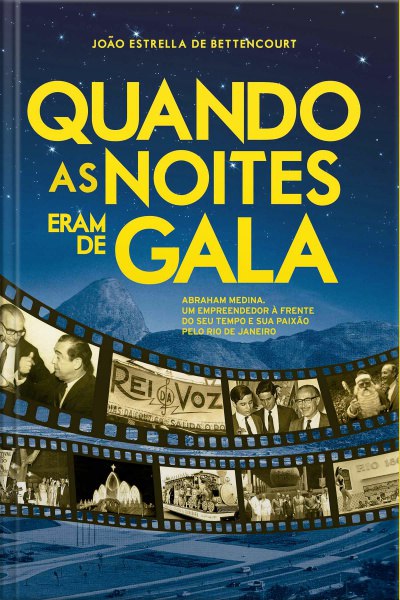 JOÃO ESTRELLA DE BETTENCOURT
QUANDO
AS NOITES
ERAM DE GALA
ABRAHAM MEDINA.
UM EMPREENDEDOR À FRENTE
DO SEU TEMPO E SUA PAIXÃO
PELO RIO DE JANEIRO
REI DA VOZ
RIO